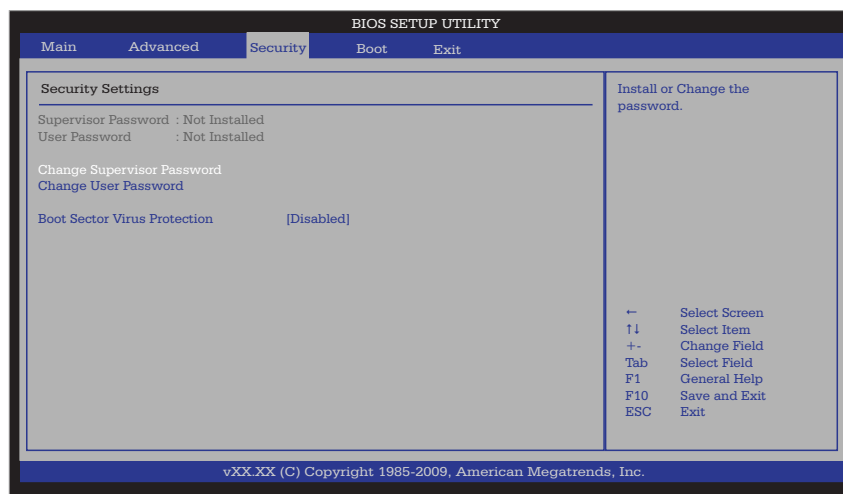 BIOS SETUP UTILITY
Main Advanced Security Boot Exit
Security Settings
Supervisor Password : Not Installed
User Password : Not Installed
Change Supervisor Password
Change User Password
Boot Sector Virus Protection [Disabled]
Install or Change the
password.
← Select Screen
↑↓ Select Item
+- Change Field
Tab Select Field
F1 General Help
F10 Save and Exit
ESC Exit
vXX.XX (C) Copyright 1985-2009, American Megatrends, Inc.